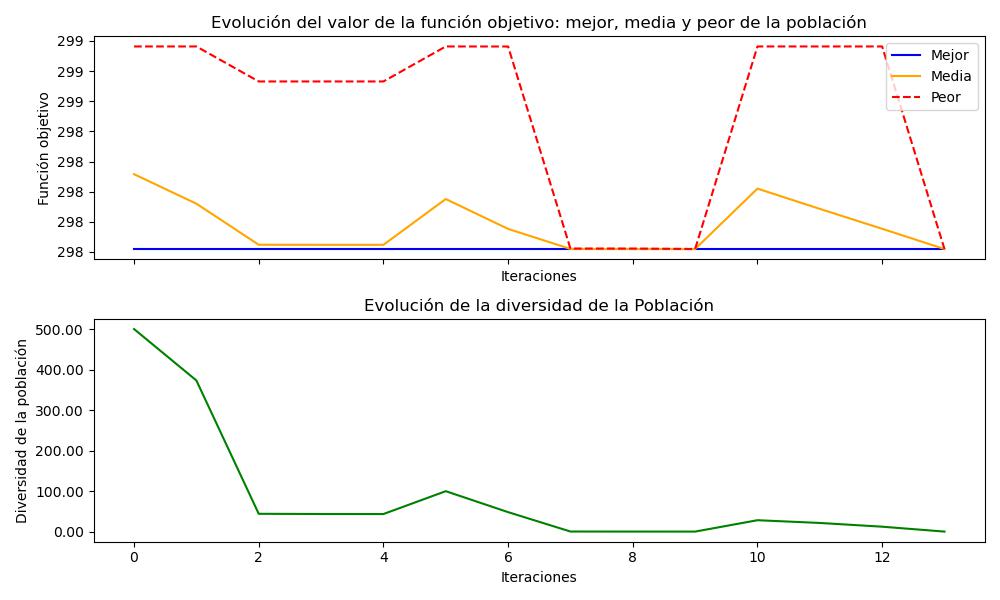 Evolución del valor de la función objetivo: mejor, media y peor de la población
299
299
299
298
298
298
298
298
Función objetivo
Mejor
Media
Peor
Iteraciones
Evolución de la diversidad de la Población
500.00
400.00
300.00
200.00
100.00
0.00
Diversidad de la población
0 2 4 6 8 10 12
Iteraciones